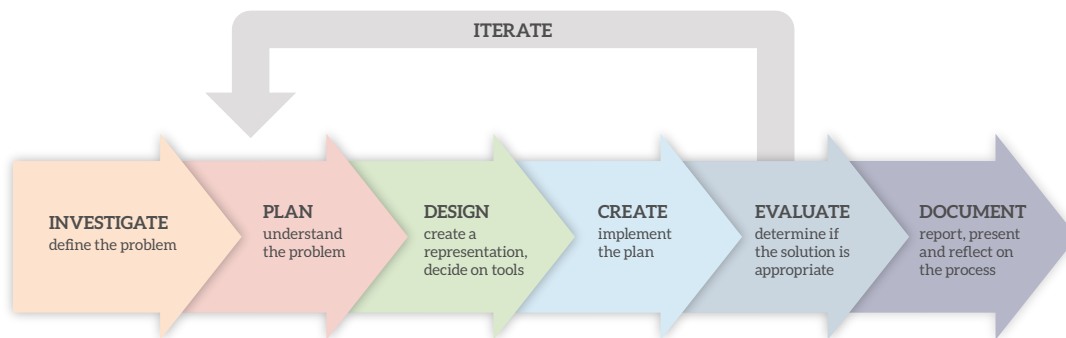 ITERATE
INVESTIGATE
define the problem
PLAN
understand
the problem
DESIGN
create a
representation,
decide on tools
CREATE
implement
the plan
EVALUATE
determine if
the solution is
appropriate
DOCUMENT
report, present
and reflect on
the process